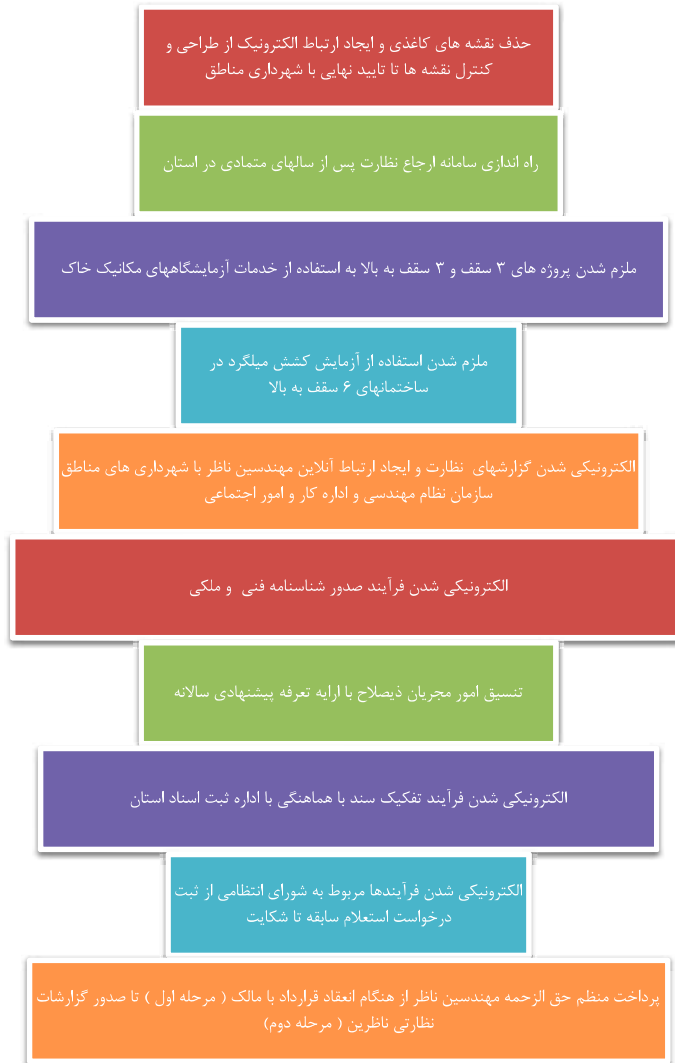 حذف نقشه های کاغذی و ایجاد ارتباط الکترونیک از طراحی و
کنترل نقشه ها تا تایید نهایی با شهرداری مناطق
راه اندازی سامانه ارجاع نظارت پس از سالهای متمادی در استان
ملزم شدن پروژه های ۳ سقف و ۳ سقف به بالا به استفاده از خدمات آزمایشگاههای مکانیک خاک
ملزم شدن استفاده از آزمایش کشش میلگرد در
ساختمانهای ۶ سقف به بالا
الکترونیکی شدن گزارشهای نظارت و ایجاد ارتباط آنلاین مهندسین ناظر با شهرداری های مناطق
سازمان نظام مهندسی و اداره کار و امور اجتماعی
الکترونیکی شدن فرآیند صدور شناسنامه فنی و ملکی
تنسیق امور مجریان ذیصلاح با ارایه تعرفه پیشنهادی سالانه
الکترونیکی شدن فرآیند تفکیک سند با هماهنگی با اداره ثبت اسناد استان
الکترونیکی شدن فرآیندها مربوط به شورای انتظامی از ثبت
درخواست استعلام سابقه تا شکایت
پرداخت منظم حق الزحمه مهندسین ناظر از هنگام انعقاد قرارداد با مالک ( مرحله اول ) تا صدور گزارشات
نظارتی ناظرین ( مرحله دوم)